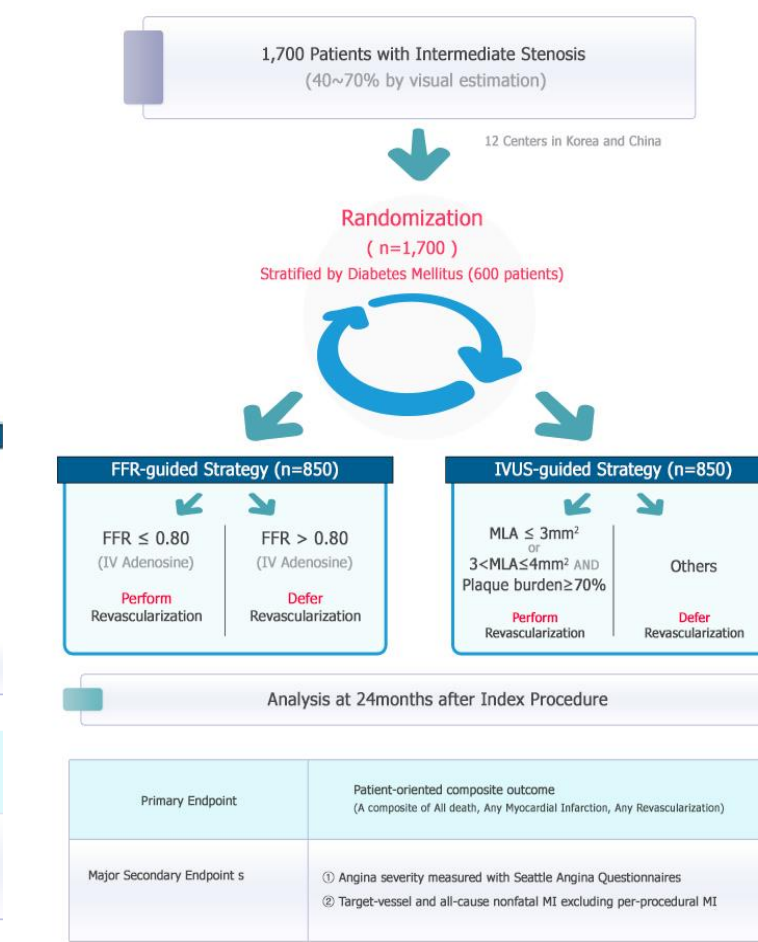 1,700 Patients with Intermediate Stenosis
(40~70% by visual estimation)
12 Centers in Korea and China
Randomization
( n=1,700 )
Stratified by Diabetes Mellitus (600 patients)
FFR-guided Strategy (n=850)
FFR ≤ 0.80
(IV Adenosine)
Perform
Revascularization
FFR > 0.80
(IV Adenosine)
Defer
Revascularization
IVUS-guided Strategy (n=850)
MLA ≤ 3mm²
or
3<MLA≤4mm² AND
Plaque burden≥70%
Perform
Revascularization
Others
Defer
Revascularization
Analysis at 24months after Index Procedure
Primary Endpoint
Patient-oriented composite outcome
(A composite of All death, Any Myocardial Infarction, Any Revascularization)
Major Secondary Endpoint s
① Angina severity measured with Seattle Angina Questionnaires
② Target-vessel and all-cause nonfatal MI excluding per-procedural MI